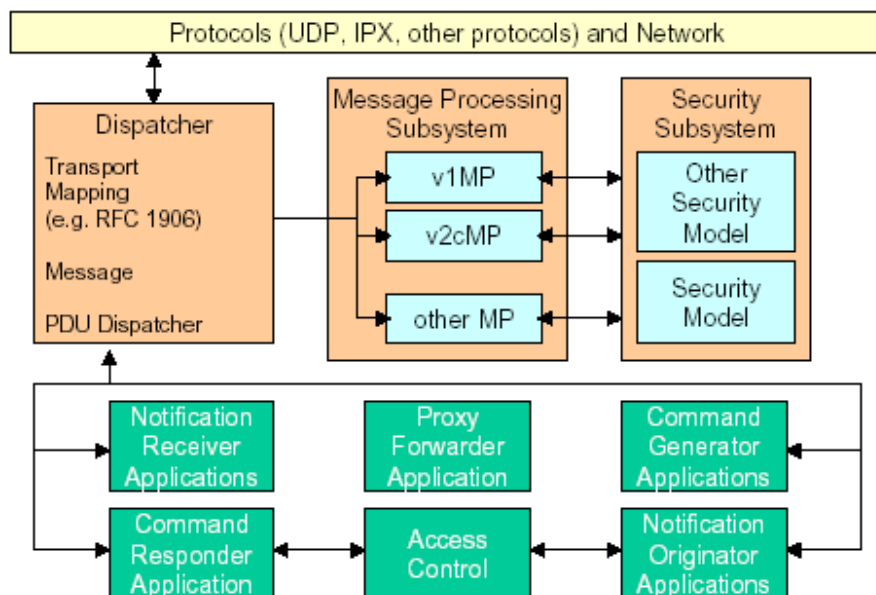 Protocols (UDP, IPX, other protocols) and Network
Dispatcher
Transport
Mapping
(e.g. RFC 1906)
Message
PDU Dispatcher
Message Processing
Subsystem
v1MP
v2cMP
other MP
Security
Subsystem
Other
Security
Model
Security
Model
Notification
Receiver
Applications
Proxy
Forwarder
Application
Command
Generator
Applications
Command
Responder
Application
Access
Control
Notification
Originator
Applications